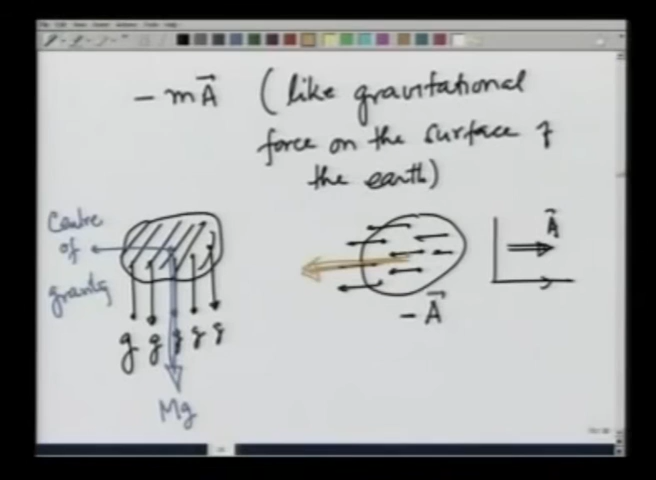 - mA⃗ (like gravitational
force on the surface of
the earth)
Centre
of
gravity
g g g g g
Mg
- A⃗
A⃗